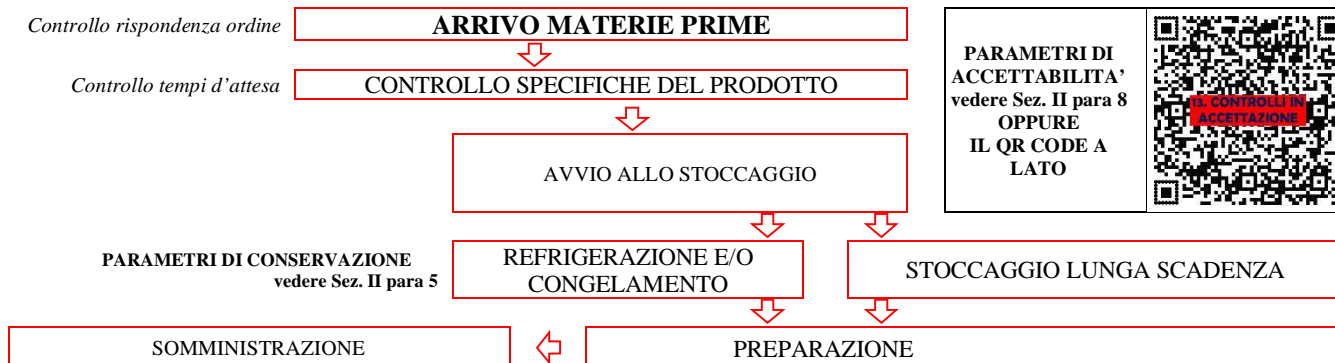 Controllo rispondenza ordine
ARRIVO MATERIE PRIME
Controllo tempi d'attesa
CONTROLLO SPECIFICHE DEL PRODOTTO
PARAMETRI DI
ACCETTABILITA'
vedere Sez. II para 8
OPPURE
IL QR CODE A
LATO
13. CONTROLLI IN
ACCETTAZIONE
AVVIO ALLO STOCCAGGIO
PARAMETRI DI CONSERVAZIONE
vedere Sez. II para 5
REFRIGERAZIONE E/O
CONGELAMENTO
STOCCAGGIO LUNGA SCADENZA
SOMMINISTRAZIONE
PREPARAZIONE